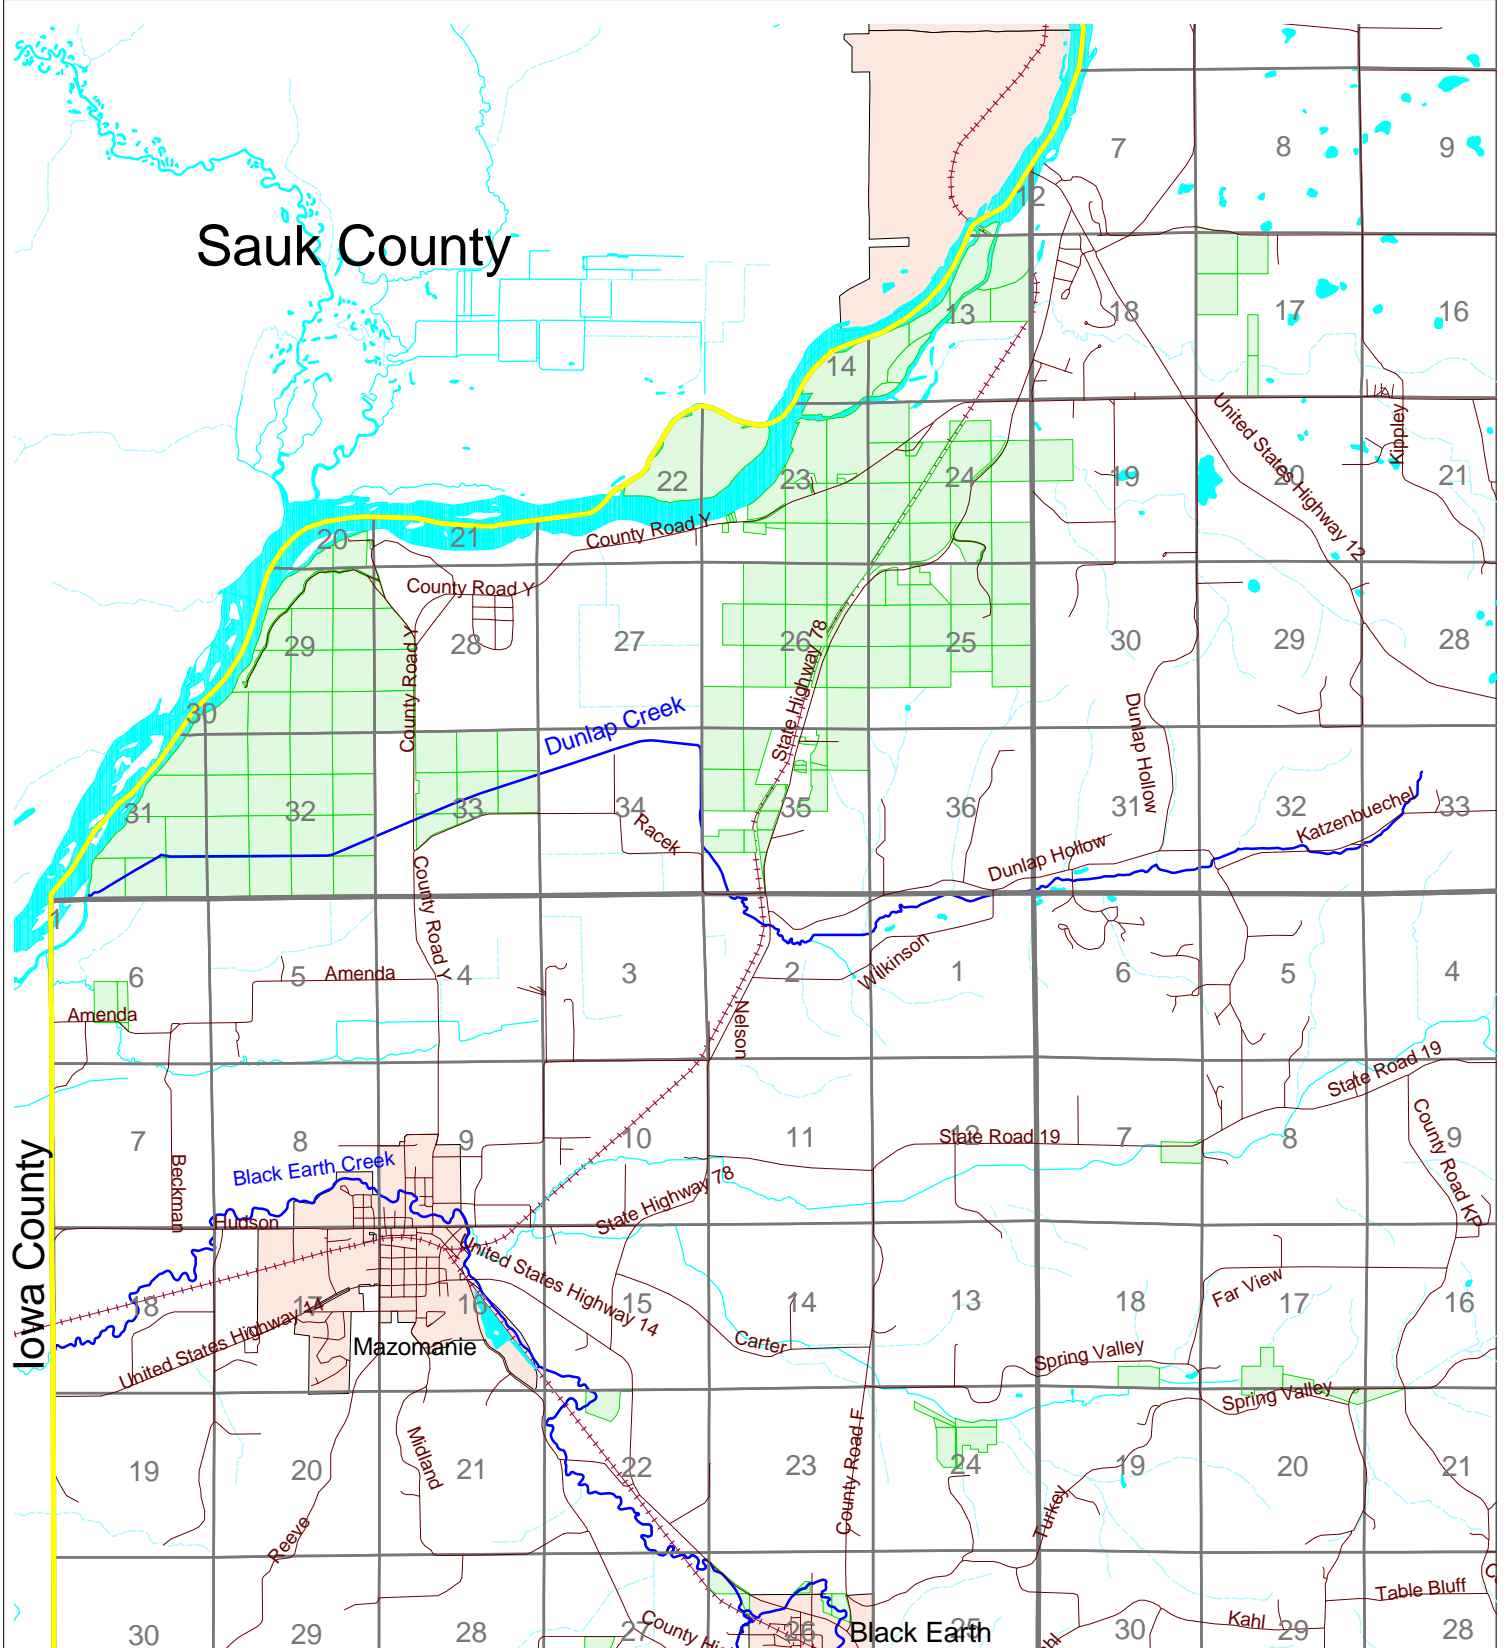 7
8
9
12
Sauk County
13
18
17
16
14
United States Highway 12
Kippley
22
23
24
19
20
21
20
21
County Road Y
County Road Y
29
County Road Y
28
27
26
State Highway 78
25
30
29
28
30
Dunlap Creek
Dunlap Hollow
31
32
33
34
Racek
35
36
31
32
Katzenbuechel
33
Dunlap Hollow
1
County Road Y
6
5
Amenda
4
3
2
Wilkinson
1
6
5
4
Amenda
Nelson
State Road 19
7
8
9
10
11
12
State Road 19
7
8
9
County Road KP
Iowa County
Beckman
Black Earth Creek
State Highway 78
Hudson
United States Highway 14
18
17
16
15
14
13
18
Far View
17
16
United States Highway 14
Mazomanie
Carter
Spring Valley
Spring Valley
19
20
Midland
21
22
23
County Road F
24
19
20
21
Reeve
Turkey
Table Bluff
30
29
28
27
County Hi
26
Black Earth
25
30
Kahl
29
28